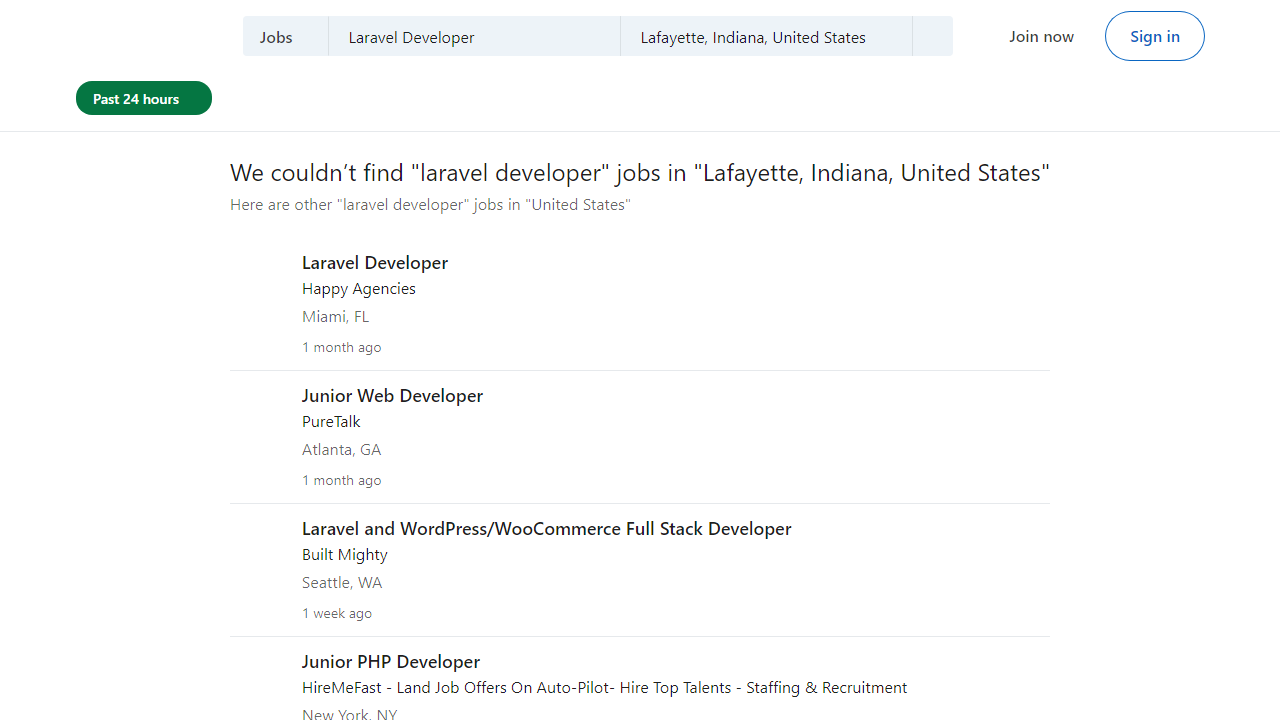 Jobs
Laravel Developer
Lafayette, Indiana, United States
Join now
Sign in
Past 24 hours
We couldn’t find "laravel developer" jobs in "Lafayette, Indiana, United States"
Here are other "laravel developer" jobs in "United States"
Laravel Developer
Happy Agencies
Miami, FL
1 month ago
Junior Web Developer
PureTalk
Atlanta, GA
1 month ago
Laravel and WordPress/WooCommerce Full Stack Developer
Built Mighty
Seattle, WA
1 week ago
Junior PHP Developer
HireMeFast - Land Job Offers On Auto-Pilot- Hire Top Talents - Staffing & Recruitment
New York, NY